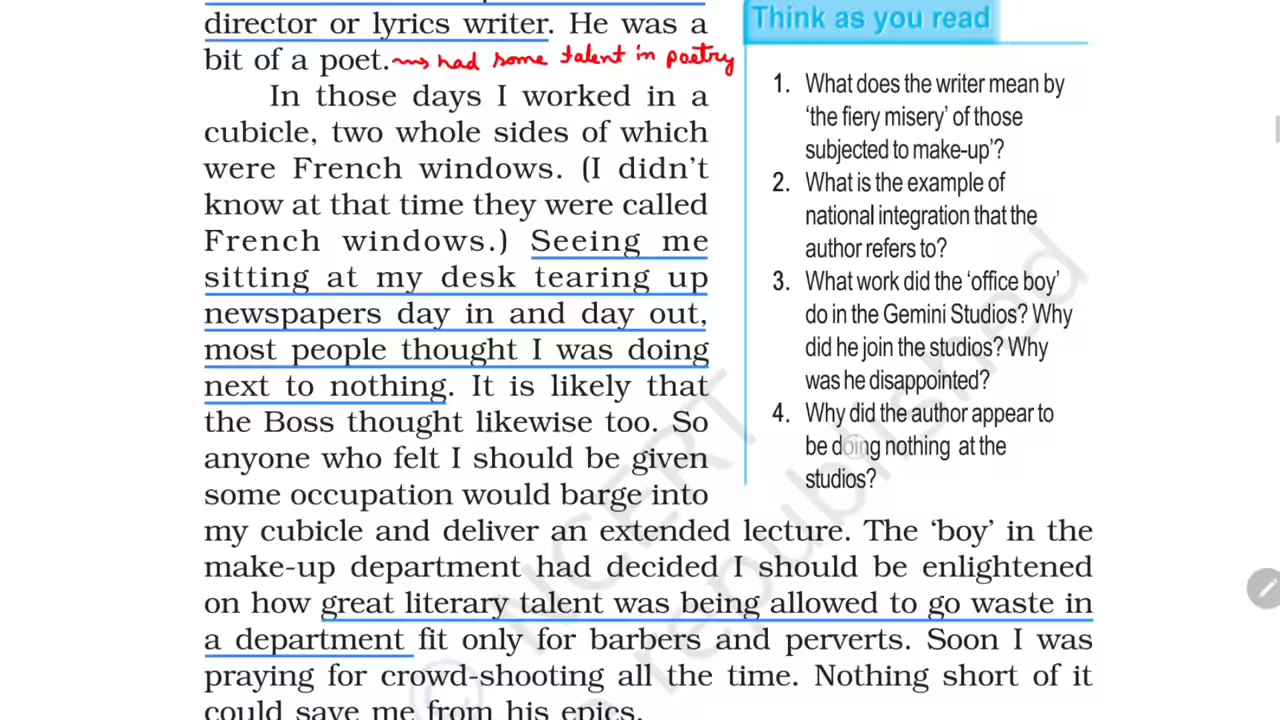 director or lyrics writer. He was a
bit of a poet. had some talent in poetry
In those days I worked in a
cubicle, two whole sides of which
were French windows. (I didn't
know at that time they were called
French windows.) Seeing me
sitting at my desk tearing up
newspapers day in and day out,
most people thought I was doing
next to nothing. It is likely that
the Boss thought likewise too. So
anyone who felt I should be given
some occupation would barge into
my cubicle and deliver an extended lecture. The ‘boy’ in the
make-up department had decided I should be enlightened
on how great literary talent was being allowed to go waste in
a department fit only for barbers and perverts. Soon I was
praying for crowd-shooting all the time. Nothing short of it
could save me from his epics.
Think as you read
1. What does the writer mean by
‘the fiery misery’ of those
subjected to make-up’?
2. What is the example of
national integration that the
author refers to?
3. What work did the ‘office boy’
do in the Gemini Studios? Why
did he join the studios? Why
was he disappointed?
4. Why did the author appear to
be doing nothing at the
studios?
© NCERT
republished